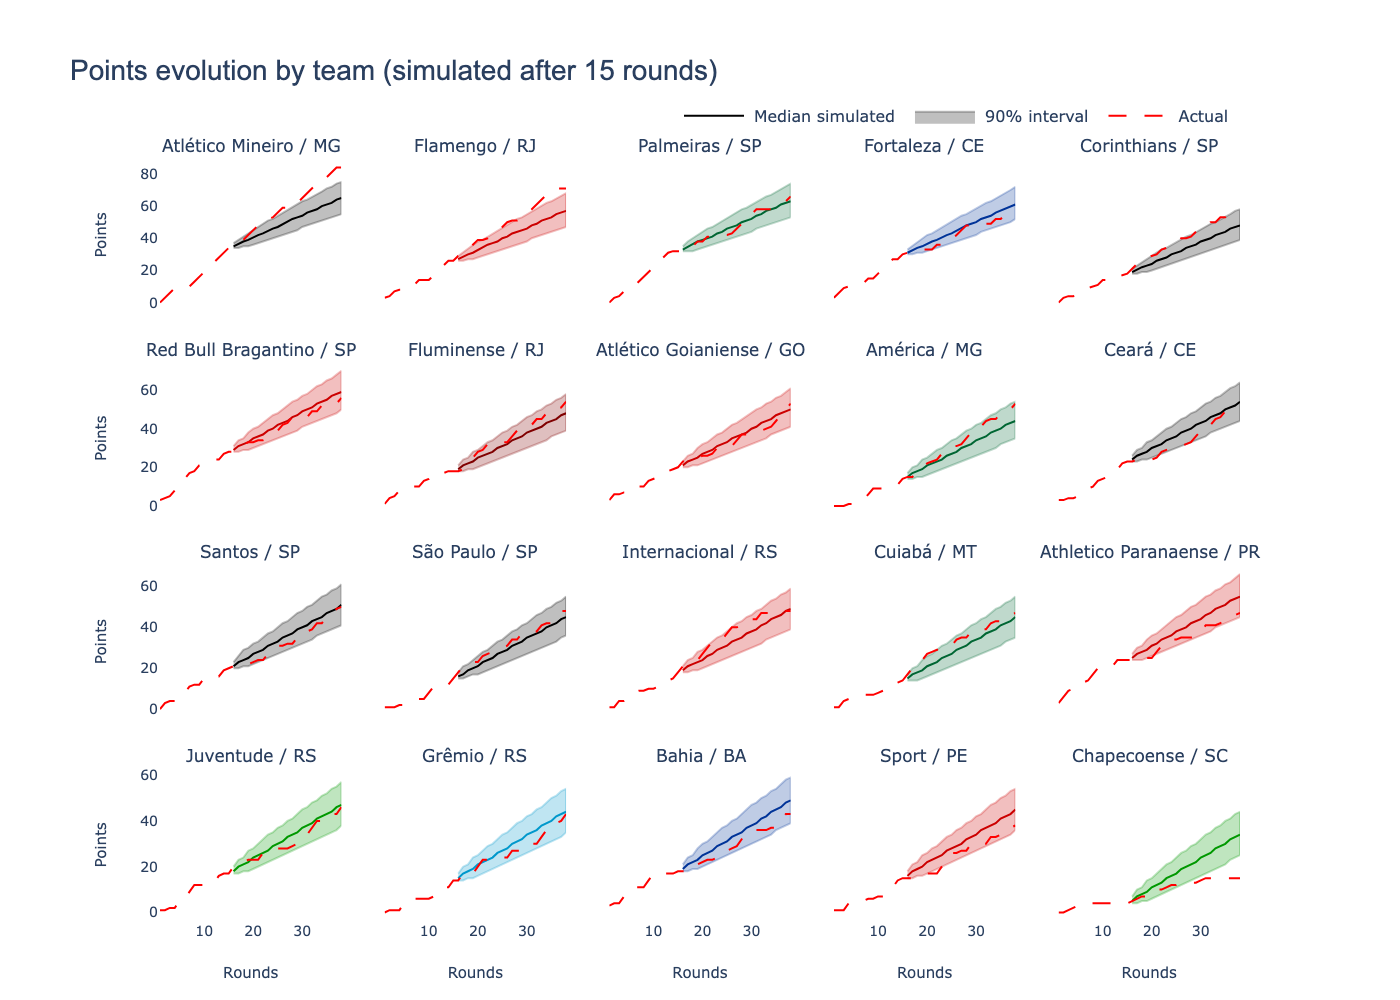 Points evolution by team (simulated after 15 rounds)
Median simulated 90% interval Actual
Atlético Mineiro / MG Flamengo / RJ Palmeiras / SP Fortaleza / CE Corinthians / SP
80
60
40
20
0
Points
Red Bull Bragantino / SP Fluminense / RJ Atlético Goianiense / GO América / MG Ceará / CE
60
40
20
0
Points
Santos / SP São Paulo / SP Internacional / RS Cuiabá / MT Athletico Paranaense / PR
60
40
20
0
Points
Juventude / RS Grêmio / RS Bahia / BA Sport / PE Chapecoense / SC
60
40
20
0
Points
10 20 30 10 20 30 10 20 30 10 20 30 10 20 30
Rounds Rounds Rounds Rounds Rounds